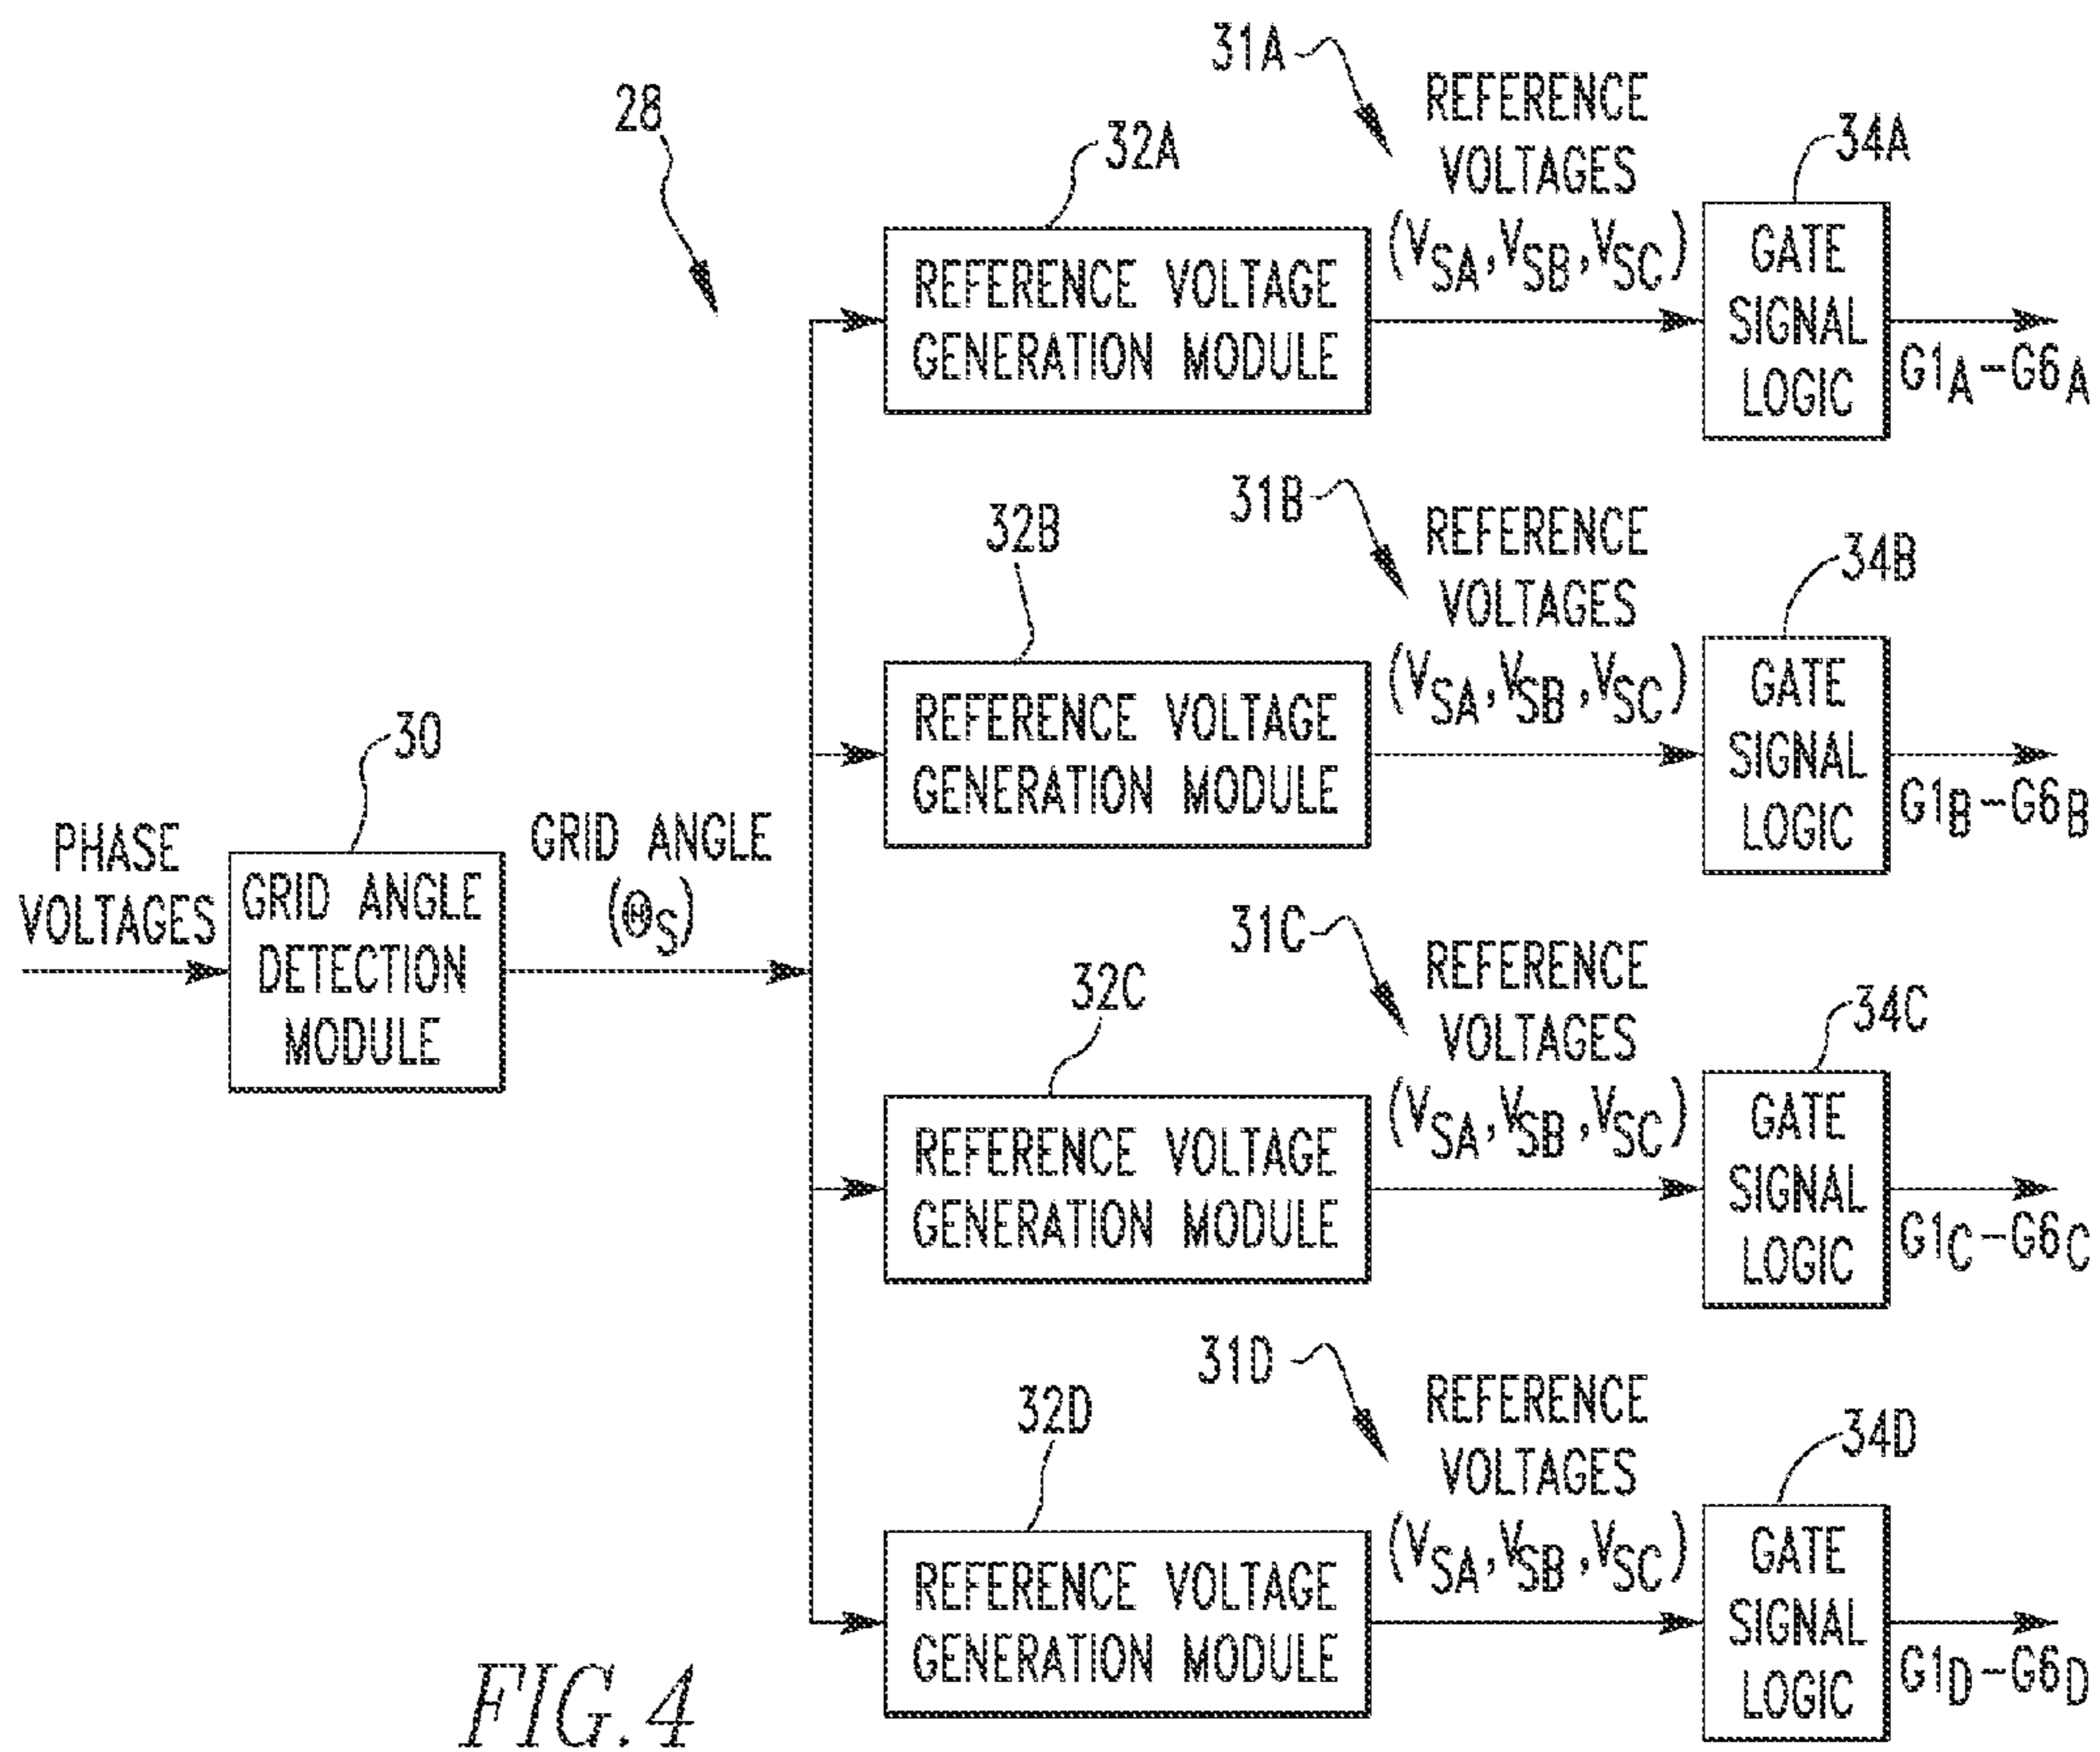 28
30
PHASE
VOLTAGES
GRID ANGLE
DETECTION
MODULE
GRID ANGLE
(ΘS)
32A
REFERENCE VOLTAGE
GENERATION MODULE
31A
REFERENCE
VOLTAGES
(VSA,VSB,VSC)
34A
GATE
SIGNAL
LOGIC
G1A-G6A
32B
REFERENCE VOLTAGE
GENERATION MODULE
31B
REFERENCE
VOLTAGES
(VSA,VSB,VSC)
34B
GATE
SIGNAL
LOGIC
G1B-G6B
32C
REFERENCE VOLTAGE
GENERATION MODULE
31C
REFERENCE
VOLTAGES
(VSA,VSB,VSC)
34C
GATE
SIGNAL
LOGIC
G1C-G6C
32D
REFERENCE VOLTAGE
GENERATION MODULE
31D
REFERENCE
VOLTAGES
(VSA,VSB,VSC)
34D
GATE
SIGNAL
LOGIC
G1D-G6D
FIG. 4